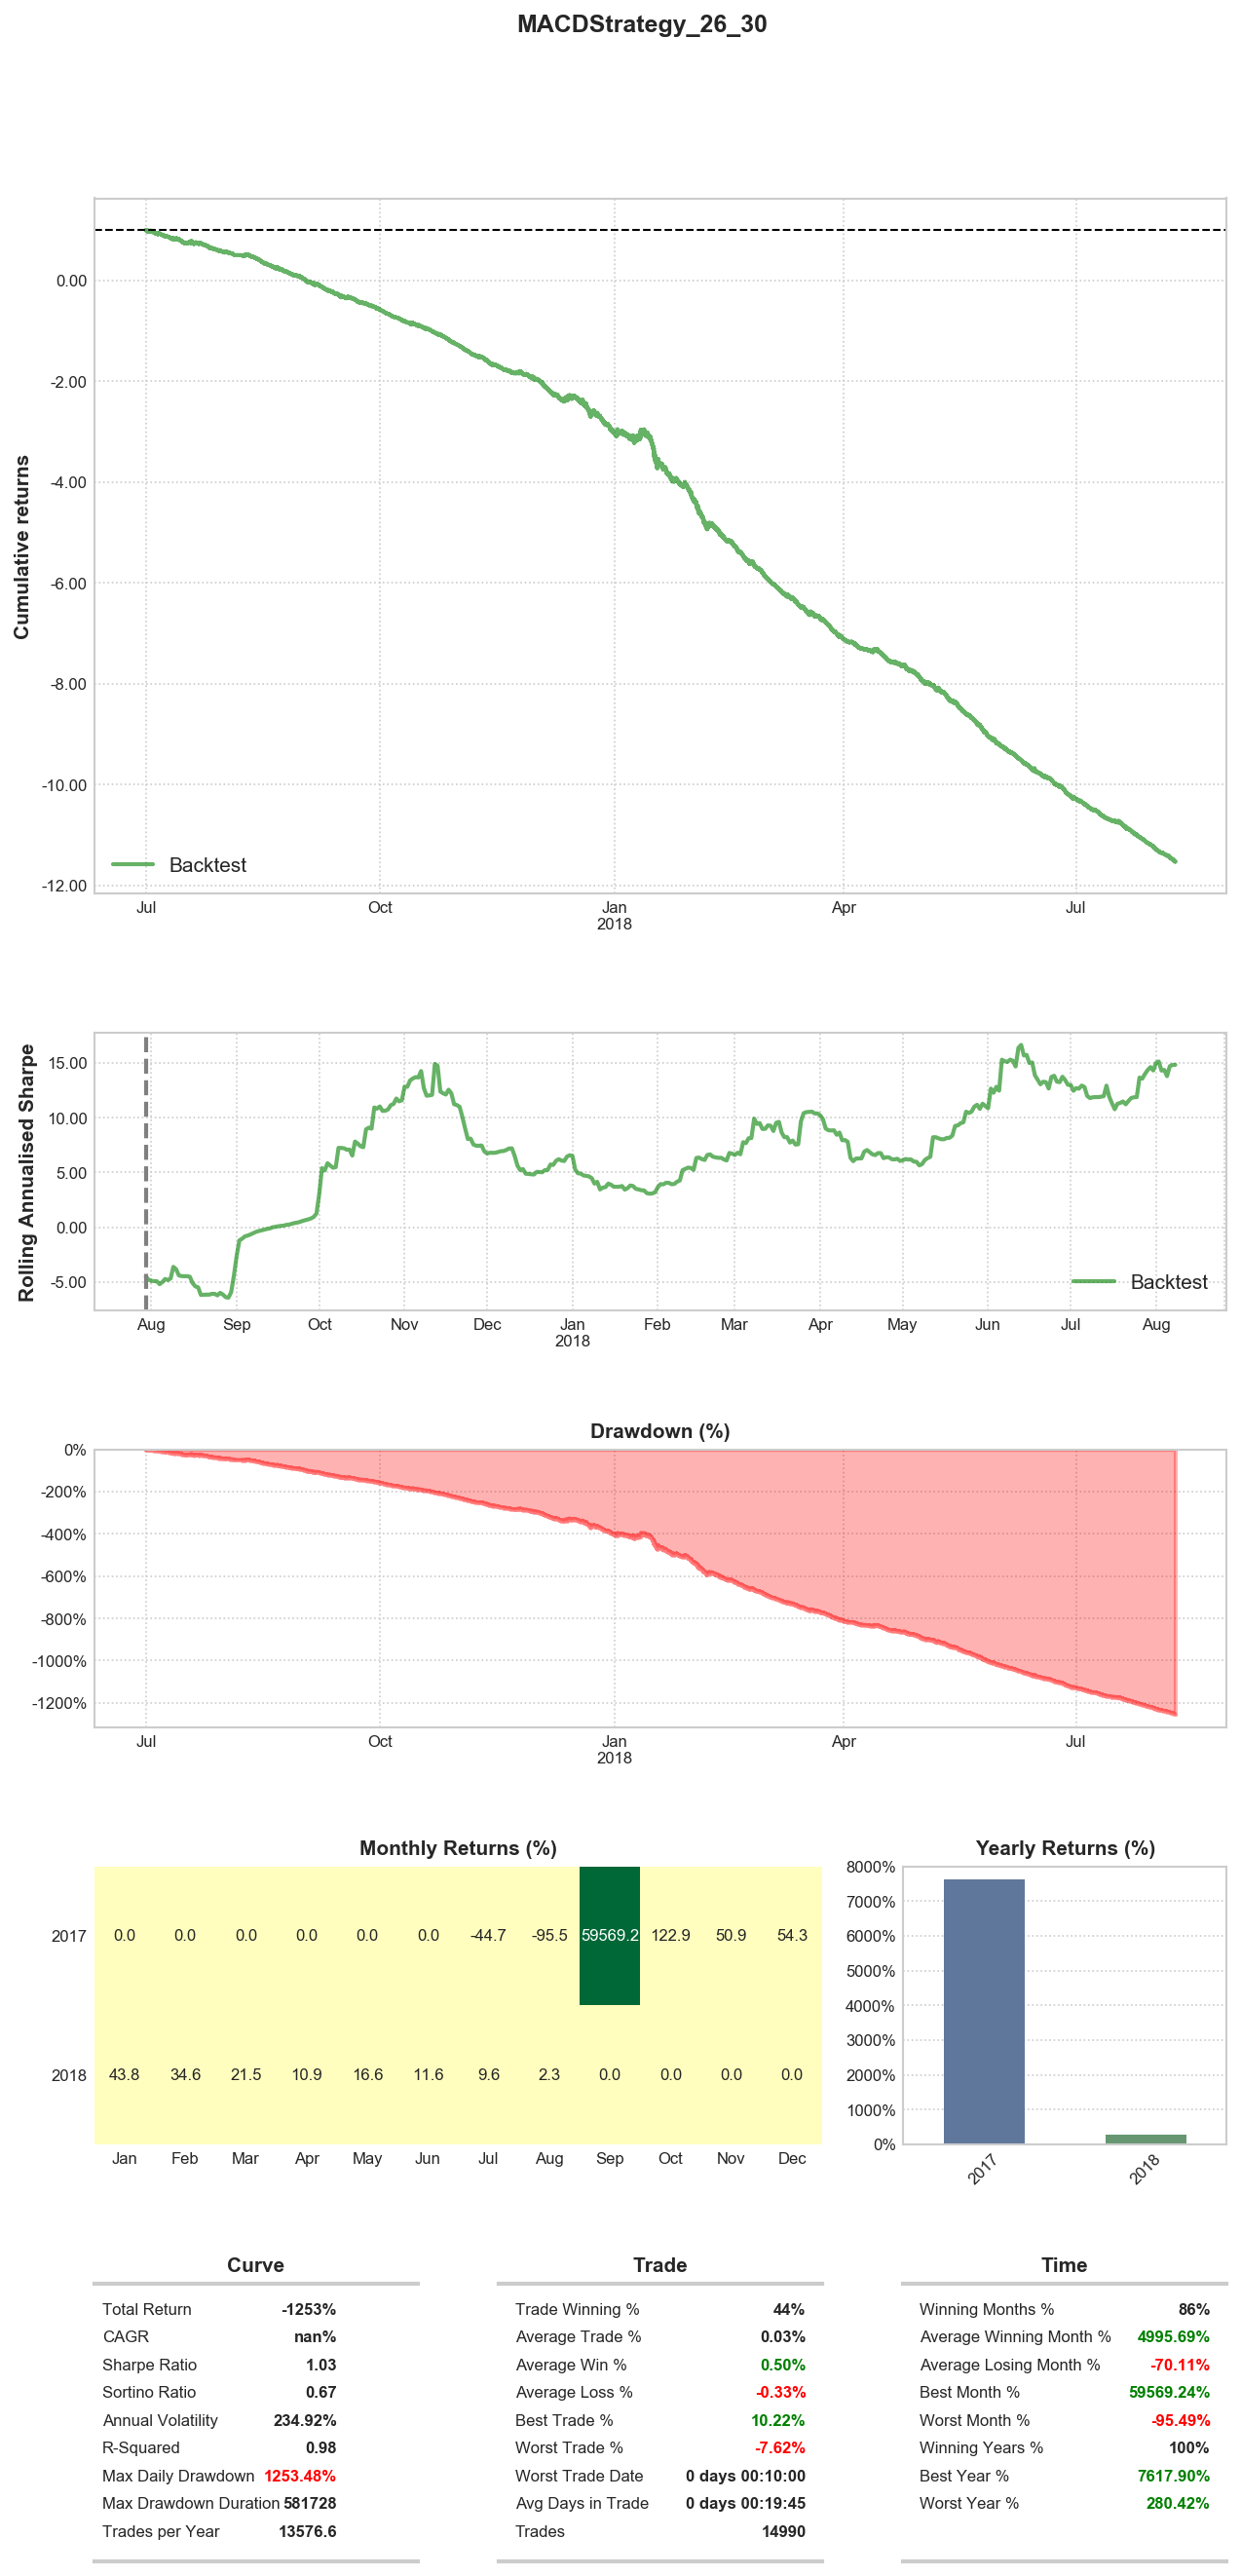 MACDStrategy_26_30
Cumulative returns
0.00
-2.00
-4.00
-6.00
-8.00
-10.00
-12.00
Backtest
Jul Oct Jan Apr Jul
2018
Rolling Annualised Sharpe
15.00
10.00
5.00
0.00
-5.00
Backtest
Aug Sep Oct Nov Dec Jan Feb Mar Apr May Jun Jul Aug
2018
Drawdown (%)
0%
-200%
-400%
-600%
-800%
-1000%
-1200%
Jul Oct Jan Apr Jul
2018
Monthly Returns (%)
2017 0.0 0.0 0.0 0.0 0.0 0.0 -44.7 -95.5 59569.2 122.9 50.9 54.3
2018 43.8 34.6 21.5 10.9 16.6 11.6 9.6 2.3 0.0 0.0 0.0 0.0
Jan Feb Mar Apr May Jun Jul Aug Sep Oct Nov Dec
Yearly Returns (%)
8000%
7000%
6000%
5000%
4000%
3000%
2000%
1000%
0%
2017 2018
Curve
Total Return -1253%
CAGR nan%
Sharpe Ratio 1.03
Sortino Ratio 0.67
Annual Volatility 234.92%
R-Squared 0.98
Max Daily Drawdown 1253.48%
Max Drawdown Duration 581728
Trades per Year 13576.6
Trade
Trade Winning % 44%
Average Trade % 0.03%
Average Win % 0.50%
Average Loss % -0.33%
Best Trade % 10.22%
Worst Trade % -7.62%
Worst Trade Date 0 days 00:10:00
Avg Days in Trade 0 days 00:19:45
Trades 14990
Time
Winning Months % 86%
Average Winning Month % 4995.69%
Average Losing Month % -70.11%
Best Month % 59569.24%
Worst Month % -95.49%
Winning Years % 100%
Best Year % 7617.90%
Worst Year % 280.42%